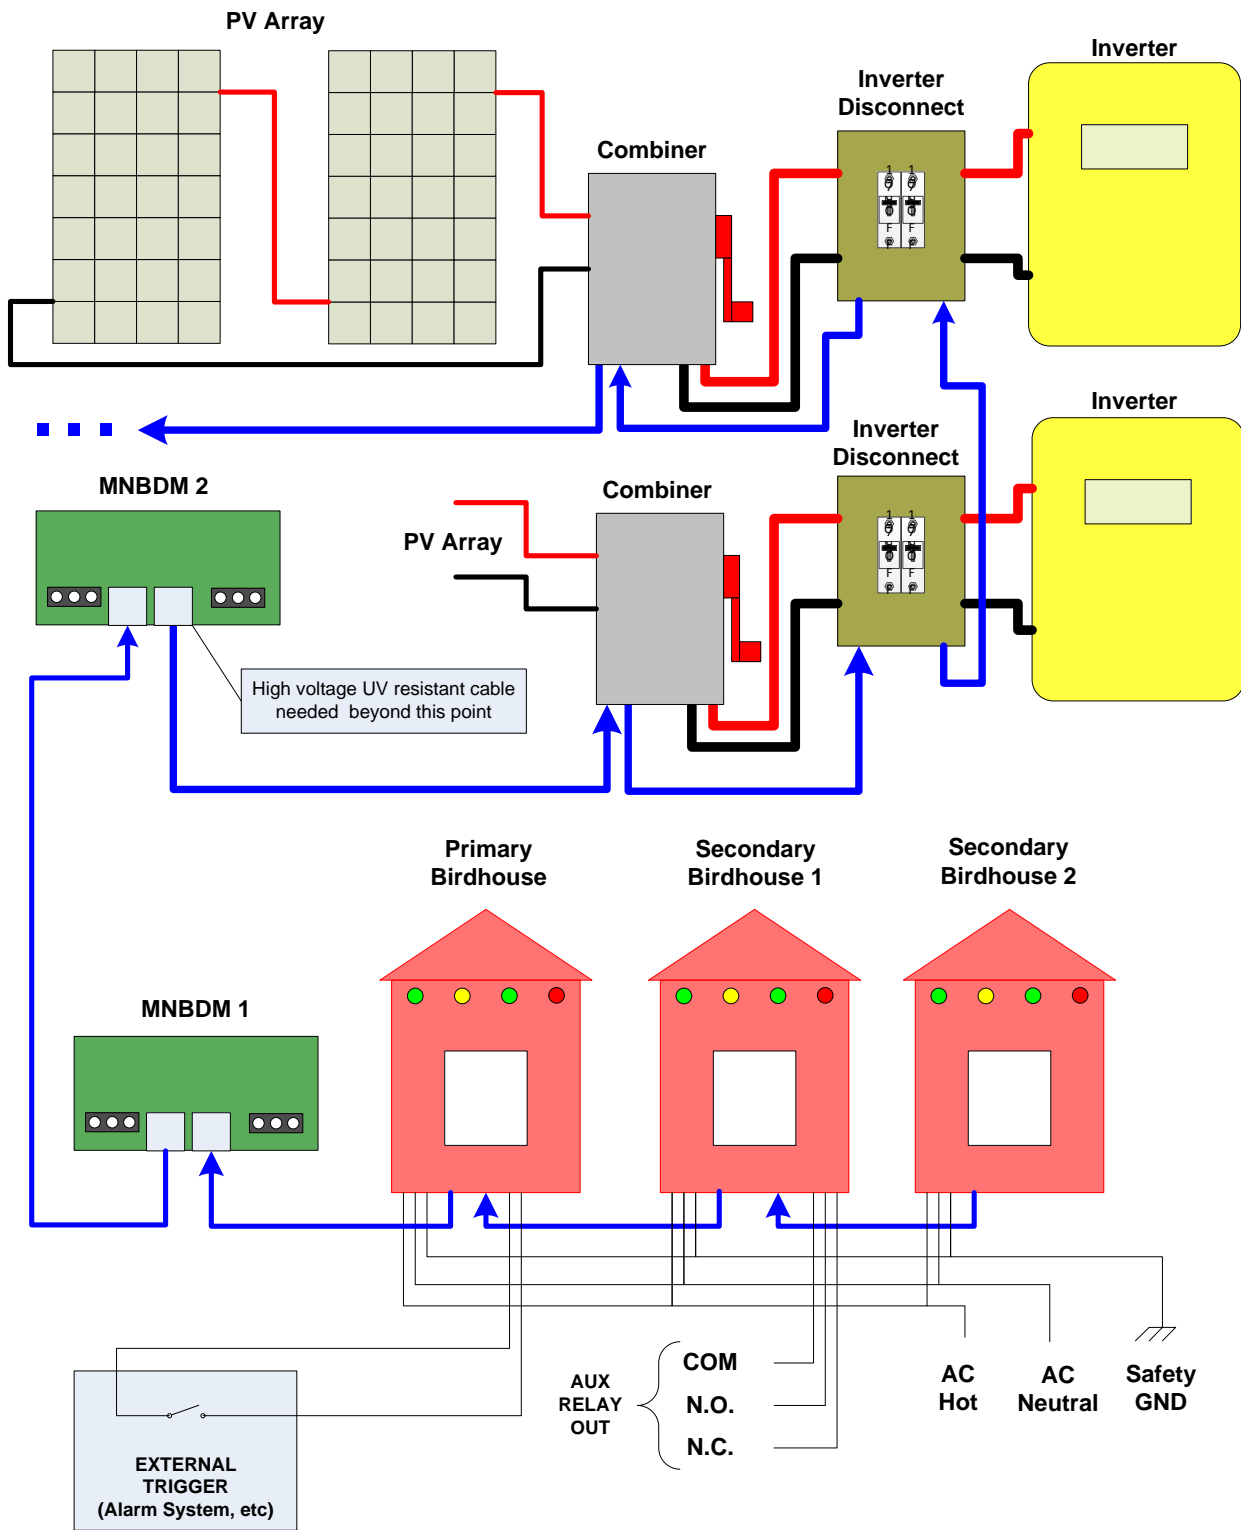 PV Array
Inverter
Inverter
Disconnect
Combiner
Inverter
Inverter
Disconnect
MNBDM 2
Combiner
PV Array
High voltage UV resistant cable
needed beyond this point
Primary
Birdhouse
Secondary
Birdhouse 1
Secondary
Birdhouse 2
MNBDM 1
COM
AUX
RELAY
OUT
N.O.
N.C.
AC
Hot
AC
Neutral
Safety
GND
EXTERNAL
TRIGGER
(Alarm System, etc)